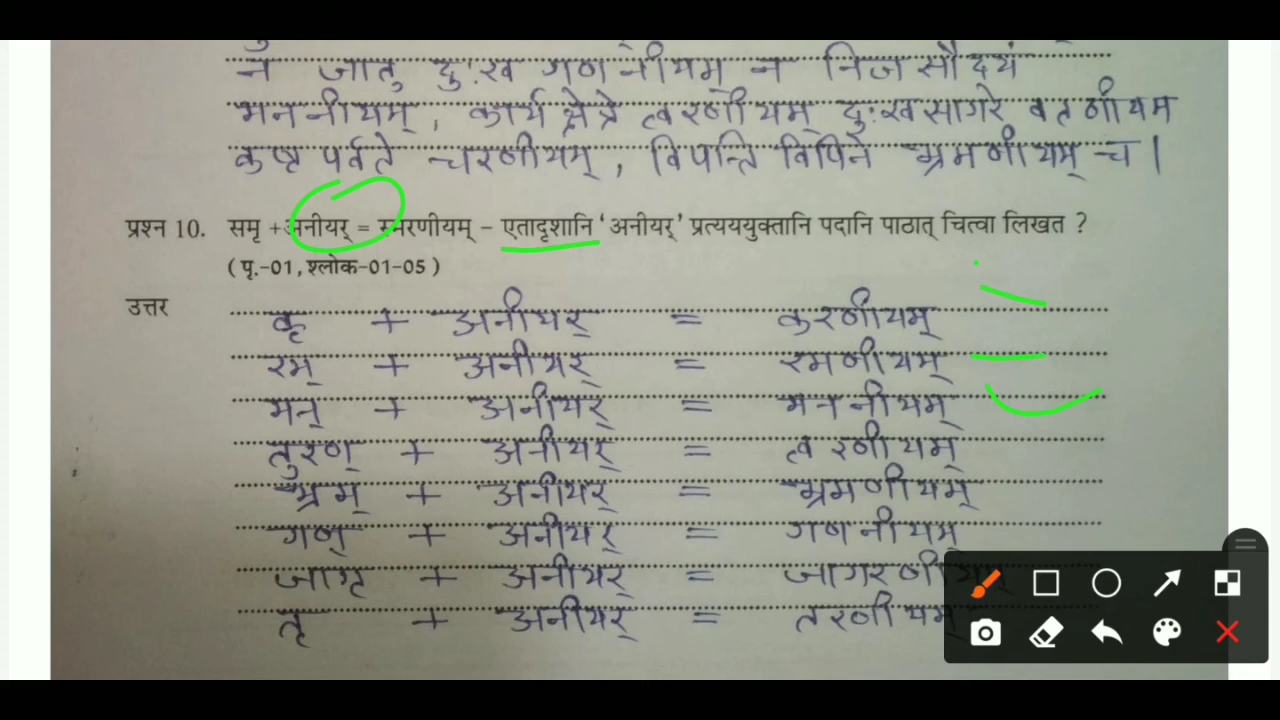 न जातु दुःख गणनीयम् न निज सौदयं
मननीयम्, कार्य क्षेत्रे त्वरणीयम् दुःखसागरे
कष्ट पर्वते चरणीयम्, विपत्ति विपिने भ्रमणीयम् च।
प्रश्न 10. समृ +अनीयर् = स्मरणीयम् – एतादृशानि 'अनीयर्' प्रत्यययुक्तानि पदानि पाठात् चित्वा लिखत ?
(पृ.-01, श्लोक-01-05)
उत्तर
कृ + अनीयर् = करणीयम्
रम् + अनीयर् = रमणीयम्
मन् + अनीयर् = मननीयम्
तुरण् + अनीयर् = त्वरणीयम्
भ्रम् + अनीयर् = भ्रमणीयम्
गण् + अनीयर् = गणनीयम्
जागृ + अनीयर् = जागरणीयम्
तृ + अनीयर् = तरणीयम्